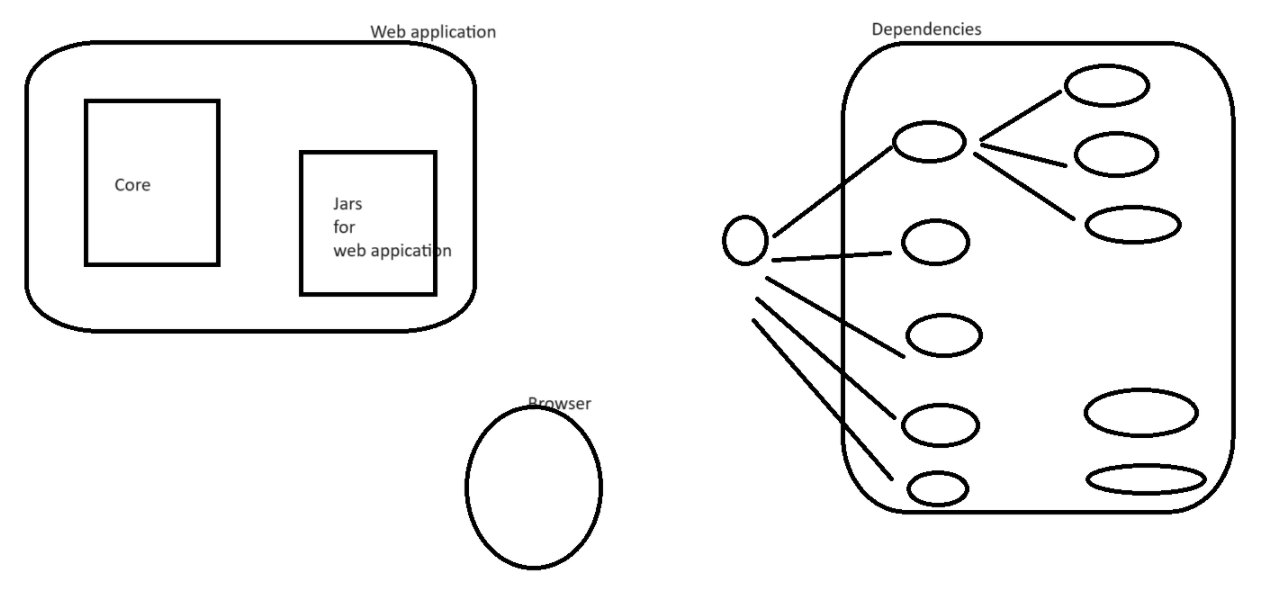 Web application
Dependencies
Core
Jars
for
web appication
Browser